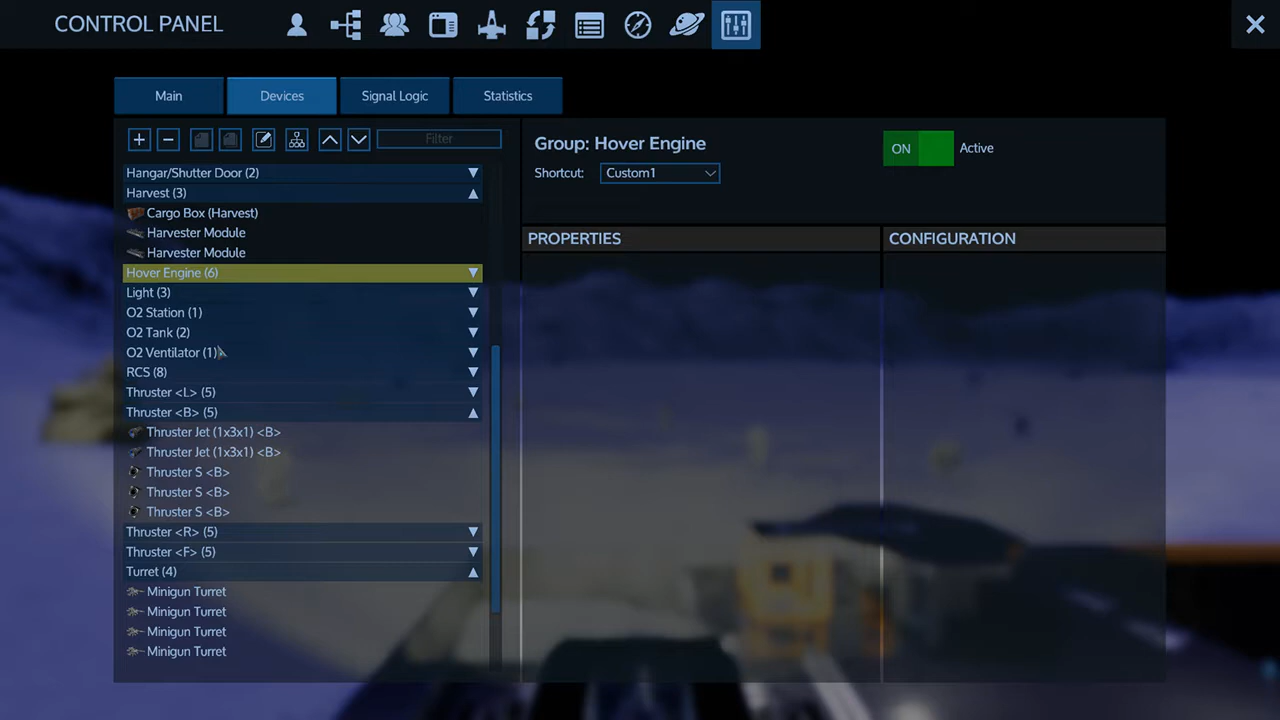 CONTROL PANEL
Main
Devices
Signal Logic
Statistics
Filter
Hangar/Shutter Door (2)
Harvest (3)
Cargo Box (Harvest)
Harvester Module
Harvester Module
Hover Engine (6)
Light (3)
O2 Station (1)
O2 Tank (2)
O2 Ventilator (1)
RCS (8)
Thruster <L> (5)
Thruster <B> (5)
Thruster Jet (1x3x1) <B>
Thruster Jet (1x3x1) <B>
Thruster S <B>
Thruster S <B>
Thruster S <B>
Thruster <R> (5)
Thruster <F> (5)
Turret (4)
Minigun Turret
Minigun Turret
Minigun Turret
Minigun Turret
Group: Hover Engine
Shortcut:
Custom1
ON
Active
PROPERTIES
CONFIGURATION